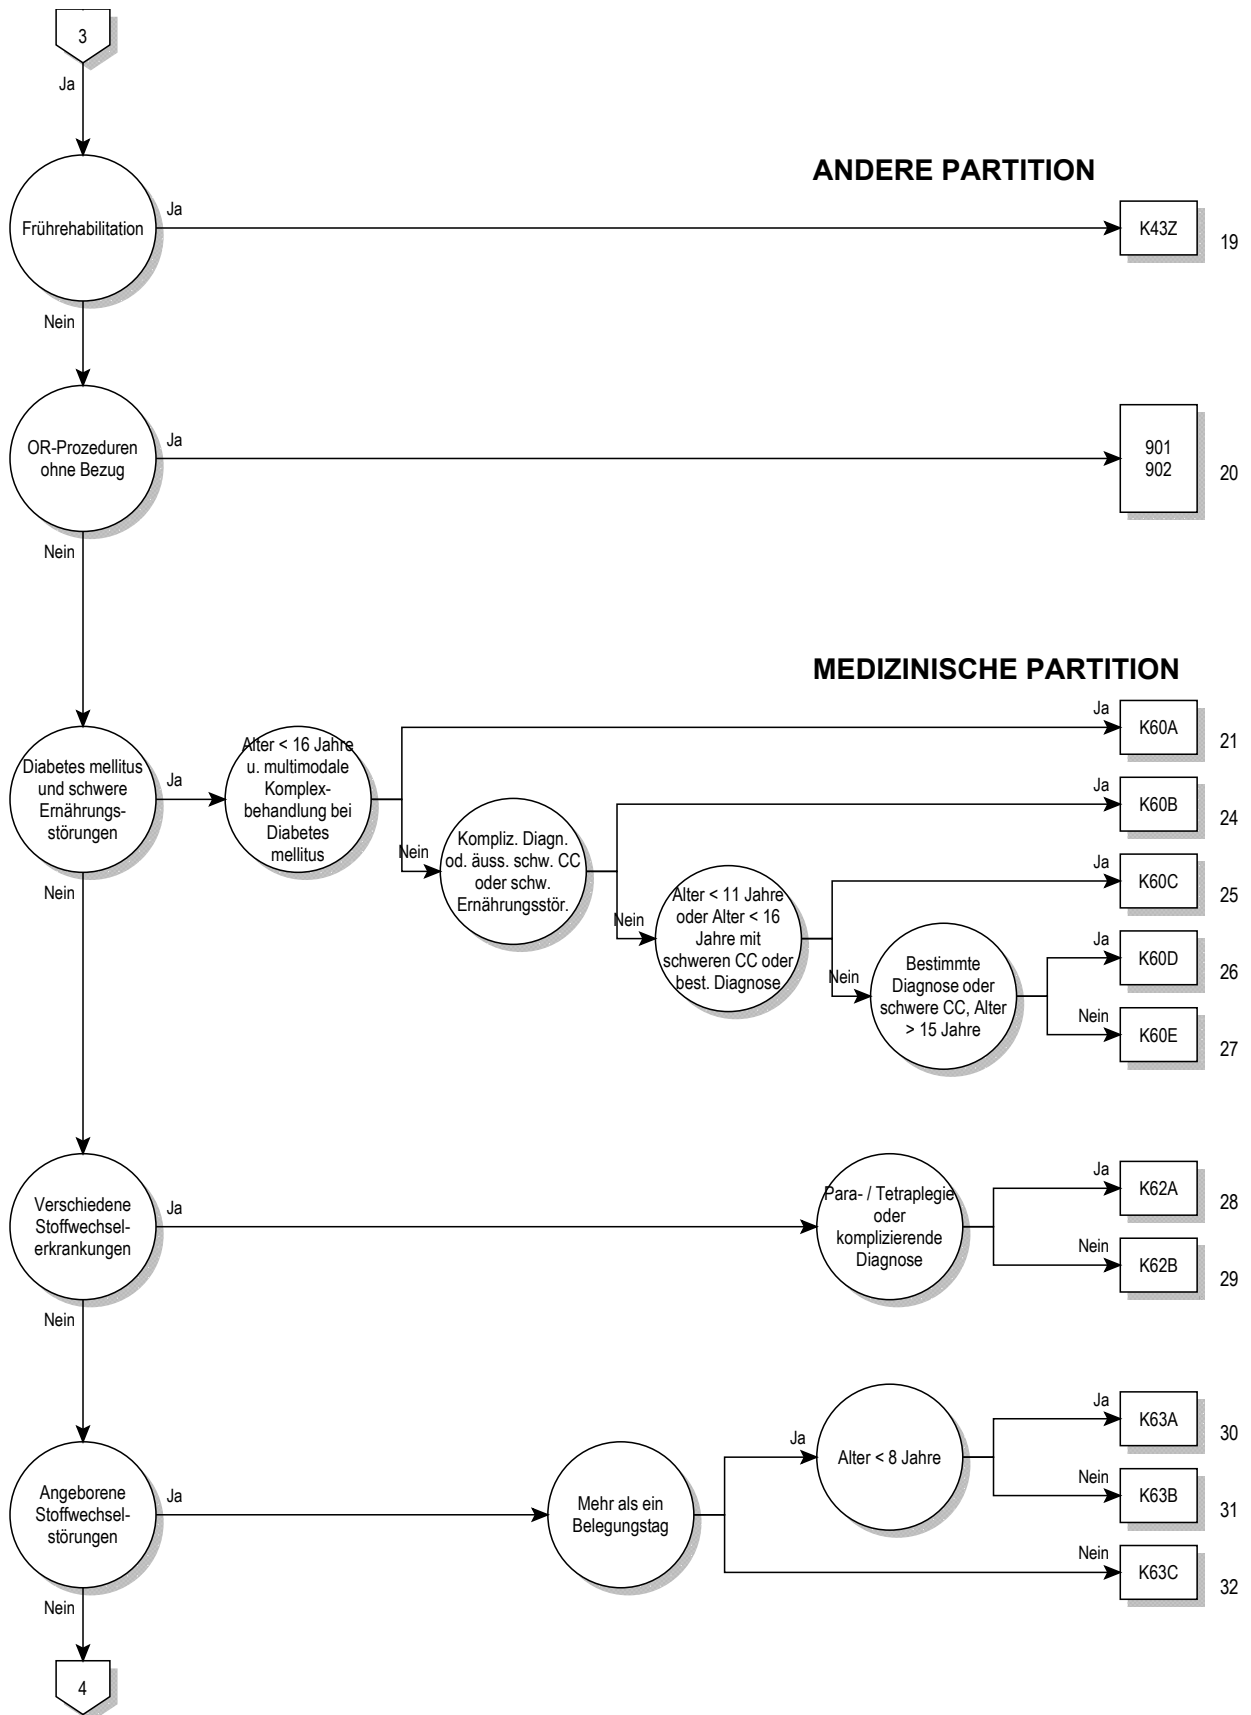 3
Ja
ANDERE PARTITION
Frührehabilitation
Ja
K43Z
19
Nein
OR-Prozeduren
ohne Bezug
Ja
901
902
20
Nein
MEDIZINISCHE PARTITION
Diabetes mellitus
und schwere
Ernährungs-
störungen
Ja
Alter < 16 Jahre
u. multimodale
Komplex-
behandlung bei
Diabetes
mellitus
Ja
K60A
21
Nein
Kompliz. Diagn.
od. äuss. schw. CC
oder schw.
Ernährungsstör.
Ja
K60B
24
Nein
Alter < 11 Jahre
oder Alter < 16
Jahre mit
schweren CC oder
best. Diagnose
Ja
K60C
25
Nein
Bestimmte
Diagnose oder
schwere CC, Alter
> 15 Jahre
Ja
K60D
26
Nein
K60E
27
Nein
Verschiedene
Stoffwechsel-
erkrankungen
Ja
Para- / Tetraplegie
oder
komplizierende
Diagnose
Ja
K62A
28
Nein
K62B
29
Nein
Angeborene
Stoffwechsel-
störungen
Ja
Mehr als ein
Belegungstag
Ja
Alter < 8 Jahre
Ja
K63A
30
Nein
K63B
31
Nein
K63C
32
Nein
4